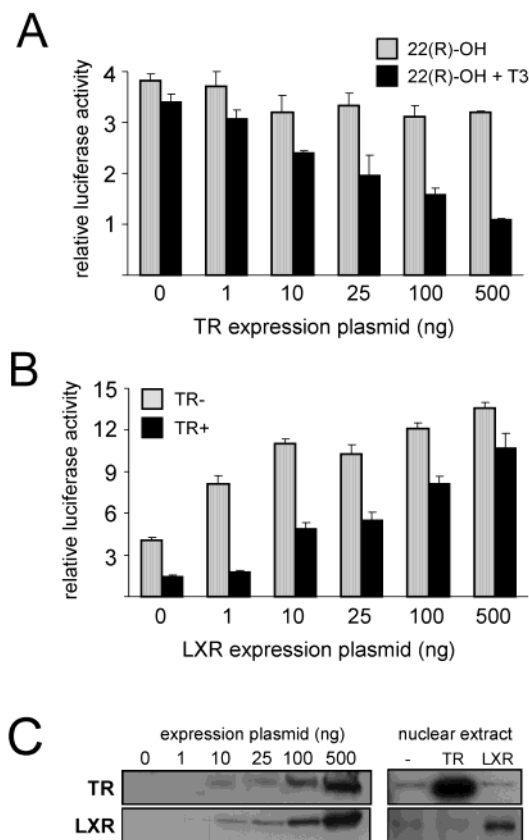 A
22(R)-OH
22(R)-OH + T3
relative luciferase activity
4
3
2
1
0 1 10 25 100 500
TR expression plasmid (ng)
B
TR-
TR+
relative luciferase activity
15
12
9
6
3
0 1 10 25 100 500
LXR expression plasmid (ng)
C
expression plasmid (ng) nuclear extract
0 1 10 25 100 500 - TR LXR
TR
LXR